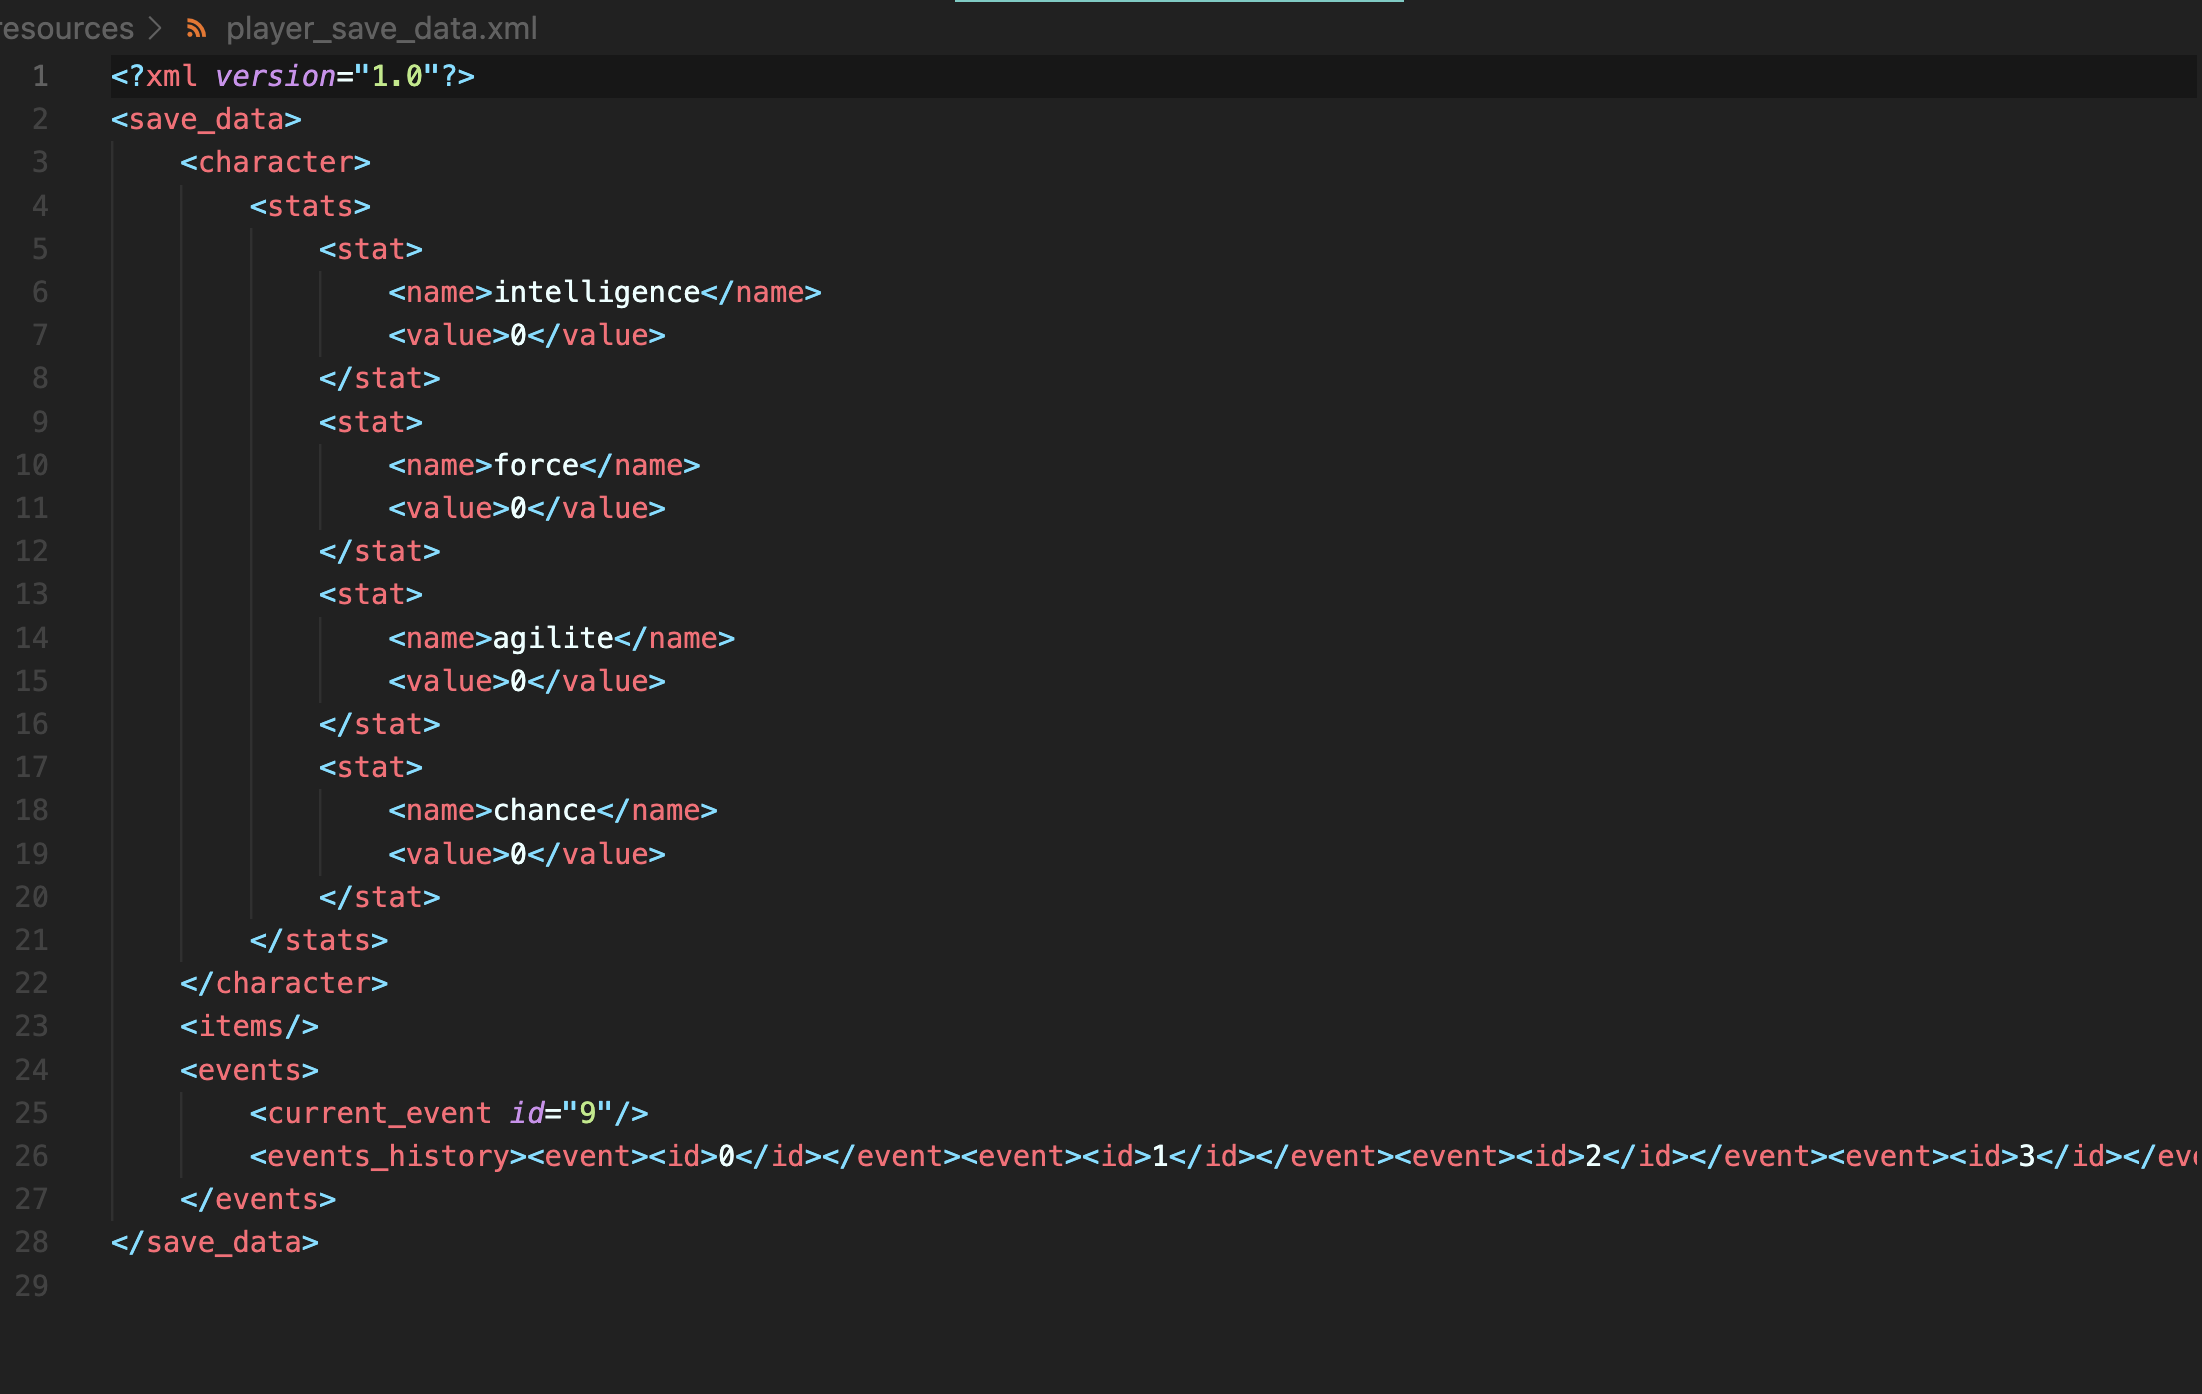 resources > player_save_data.xml
1 <?xml version="1.0"?>
2 <save_data>
3 <character>
4 <stats>
5 <stat>
6 <name>intelligence</name>
7 <value>0</value>
8 </stat>
9 <stat>
10 <name>force</name>
11 <value>0</value>
12 </stat>
13 <stat>
14 <name>agilite</name>
15 <value>0</value>
16 </stat>
17 <stat>
18 <name>chance</name>
19 <value>0</value>
20 </stat>
21 </stats>
22 </character>
23 <items/>
24 <events>
25 <current_event id="9"/>
26 <events_history><event><id>0</id></event><event><id>1</id></event><event><id>2</id></event><event><id>3</id></eve
27 </events>
28 </save_data>
29